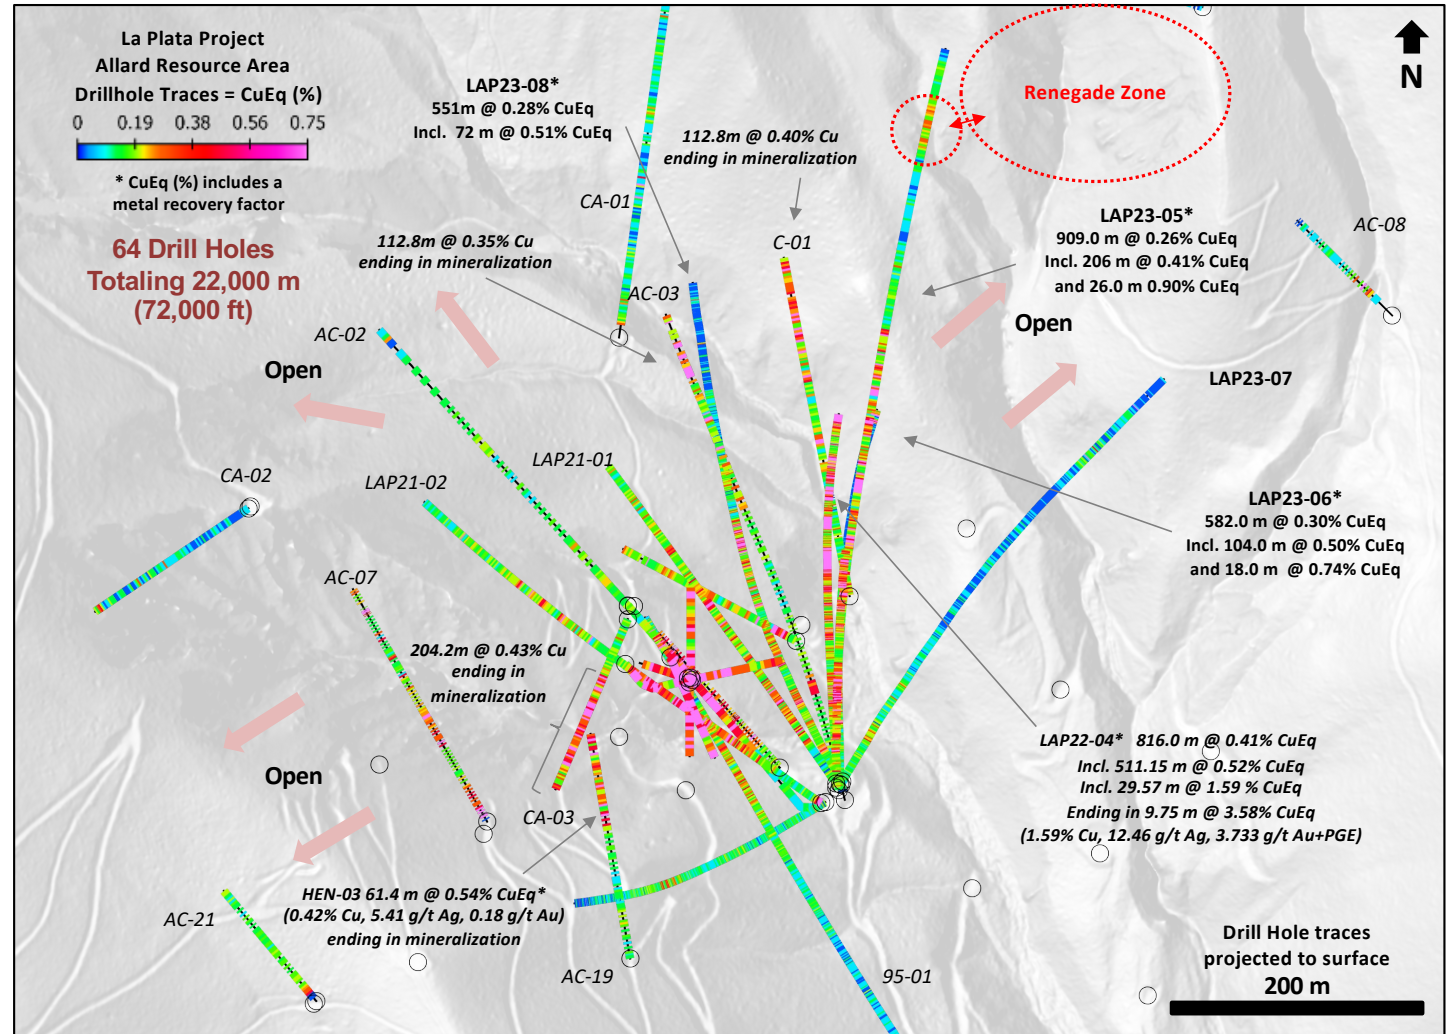 La Plata Project
Allard Resource Area
Drillhole Traces = CuEq (%)
0 0.19 0.38 0.56 0.75
* CuEq (%) includes a
metal recovery factor
64 Drill Holes
Totaling 22,000 m
(72,000 ft)
LAP23-08*
551m @ 0.28% CuEq
Incl. 72 m @ 0.51% CuEq
112.8m @ 0.40% Cu
ending in mineralization
CA-01
C-01
112.8m @ 0.35% Cu
ending in mineralization
AC-03
Renegade Zone
N
LAP23-05*
909.0 m @ 0.26% CuEq
Incl. 206 m @ 0.41% CuEq
and 26.0 m 0.90% CuEq
AC-08
Open
AC-02
Open
LAP23-07
CA-02
LAP21-02
LAP21-01
LAP23-06*
582.0 m @ 0.30% CuEq
Incl. 104.0 m @ 0.50% CuEq
and 18.0 m @ 0.74% CuEq
AC-07
204.2m @ 0.43% Cu
ending in
mineralization
Open
CA-03
LAP22-04* 816.0 m @ 0.41% CuEq
Incl. 511.15 m @ 0.52% CuEq
Incl. 29.57 m @ 1.59 % CuEq
Ending in 9.75 m @ 3.58% CuEq
(1.59% Cu, 12.46 g/t Ag, 3.733 g/t Au+PGE)
HEN-03 61.4 m @ 0.54% CuEq*
(0.42% Cu, 5.41 g/t Ag, 0.18 g/t Au)
ending in mineralization
AC-21
AC-19
95-01
Drill Hole traces
projected to surface
200 m